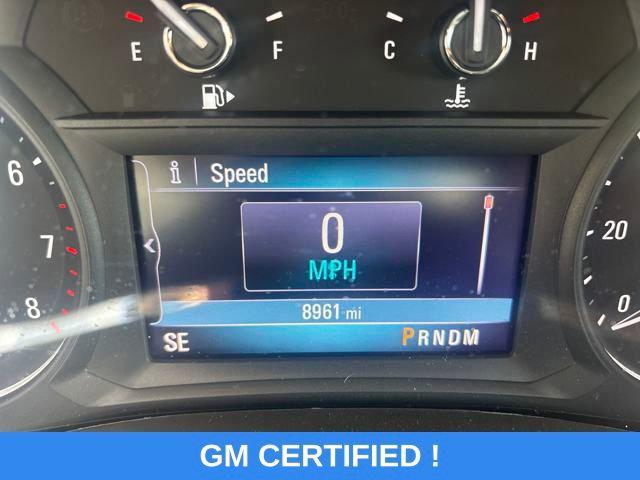 E F C H
6
7
8
i Speed
0
MPH
8961 mi
SE PRNDM
20
0
GM CERTIFIED !